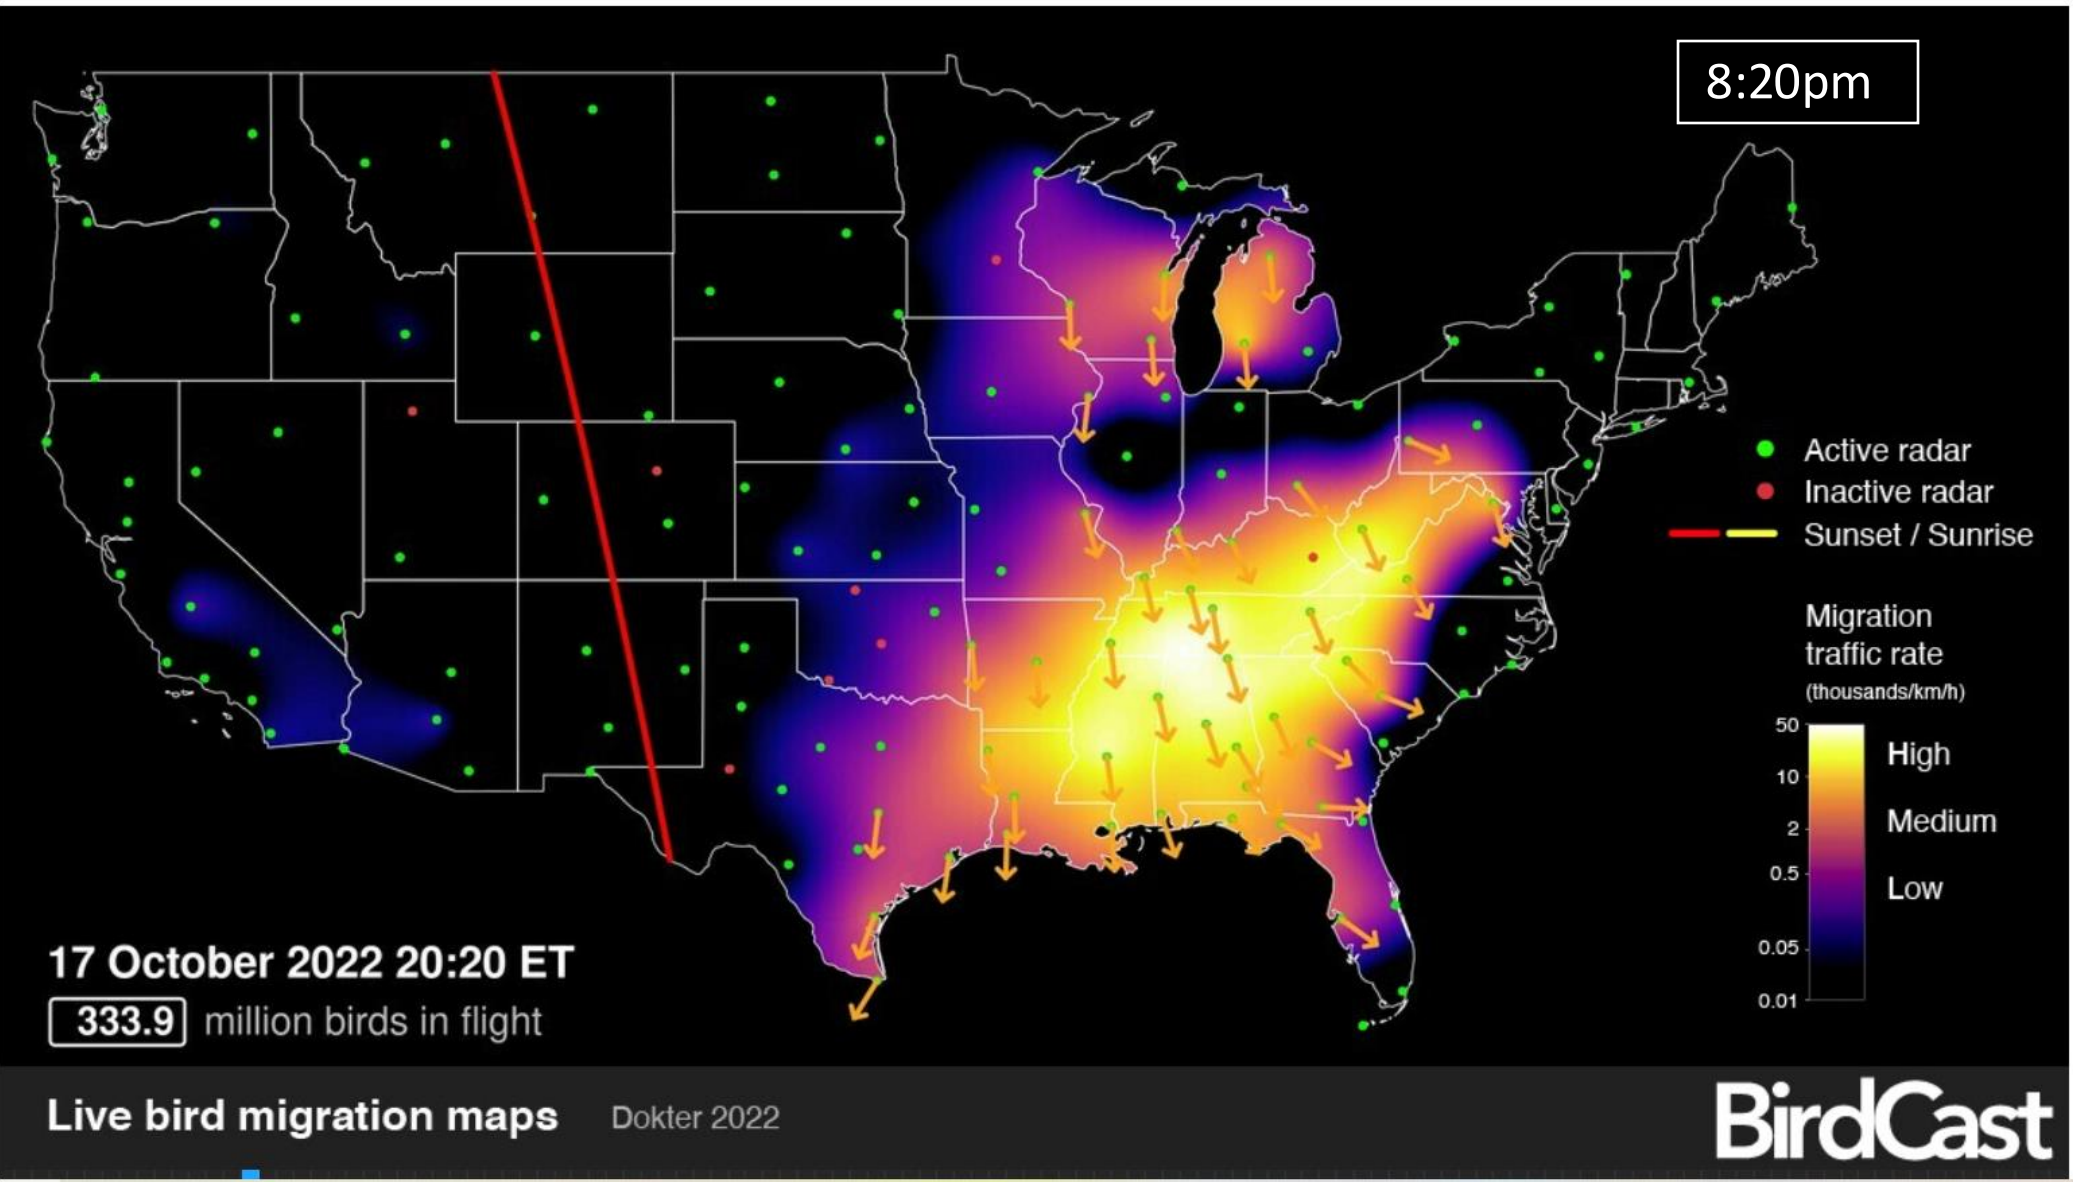 8:20pm
Active radar
Inactive radar
Sunset / Sunrise
Migration
traffic rate
(thousands/km/h)
50
High
10
Medium
2
0.5
Low
0.05
0.01
17 October 2022 20:20 ET
333.9 million birds in flight
Live bird migration maps Dokter 2022
BirdCast